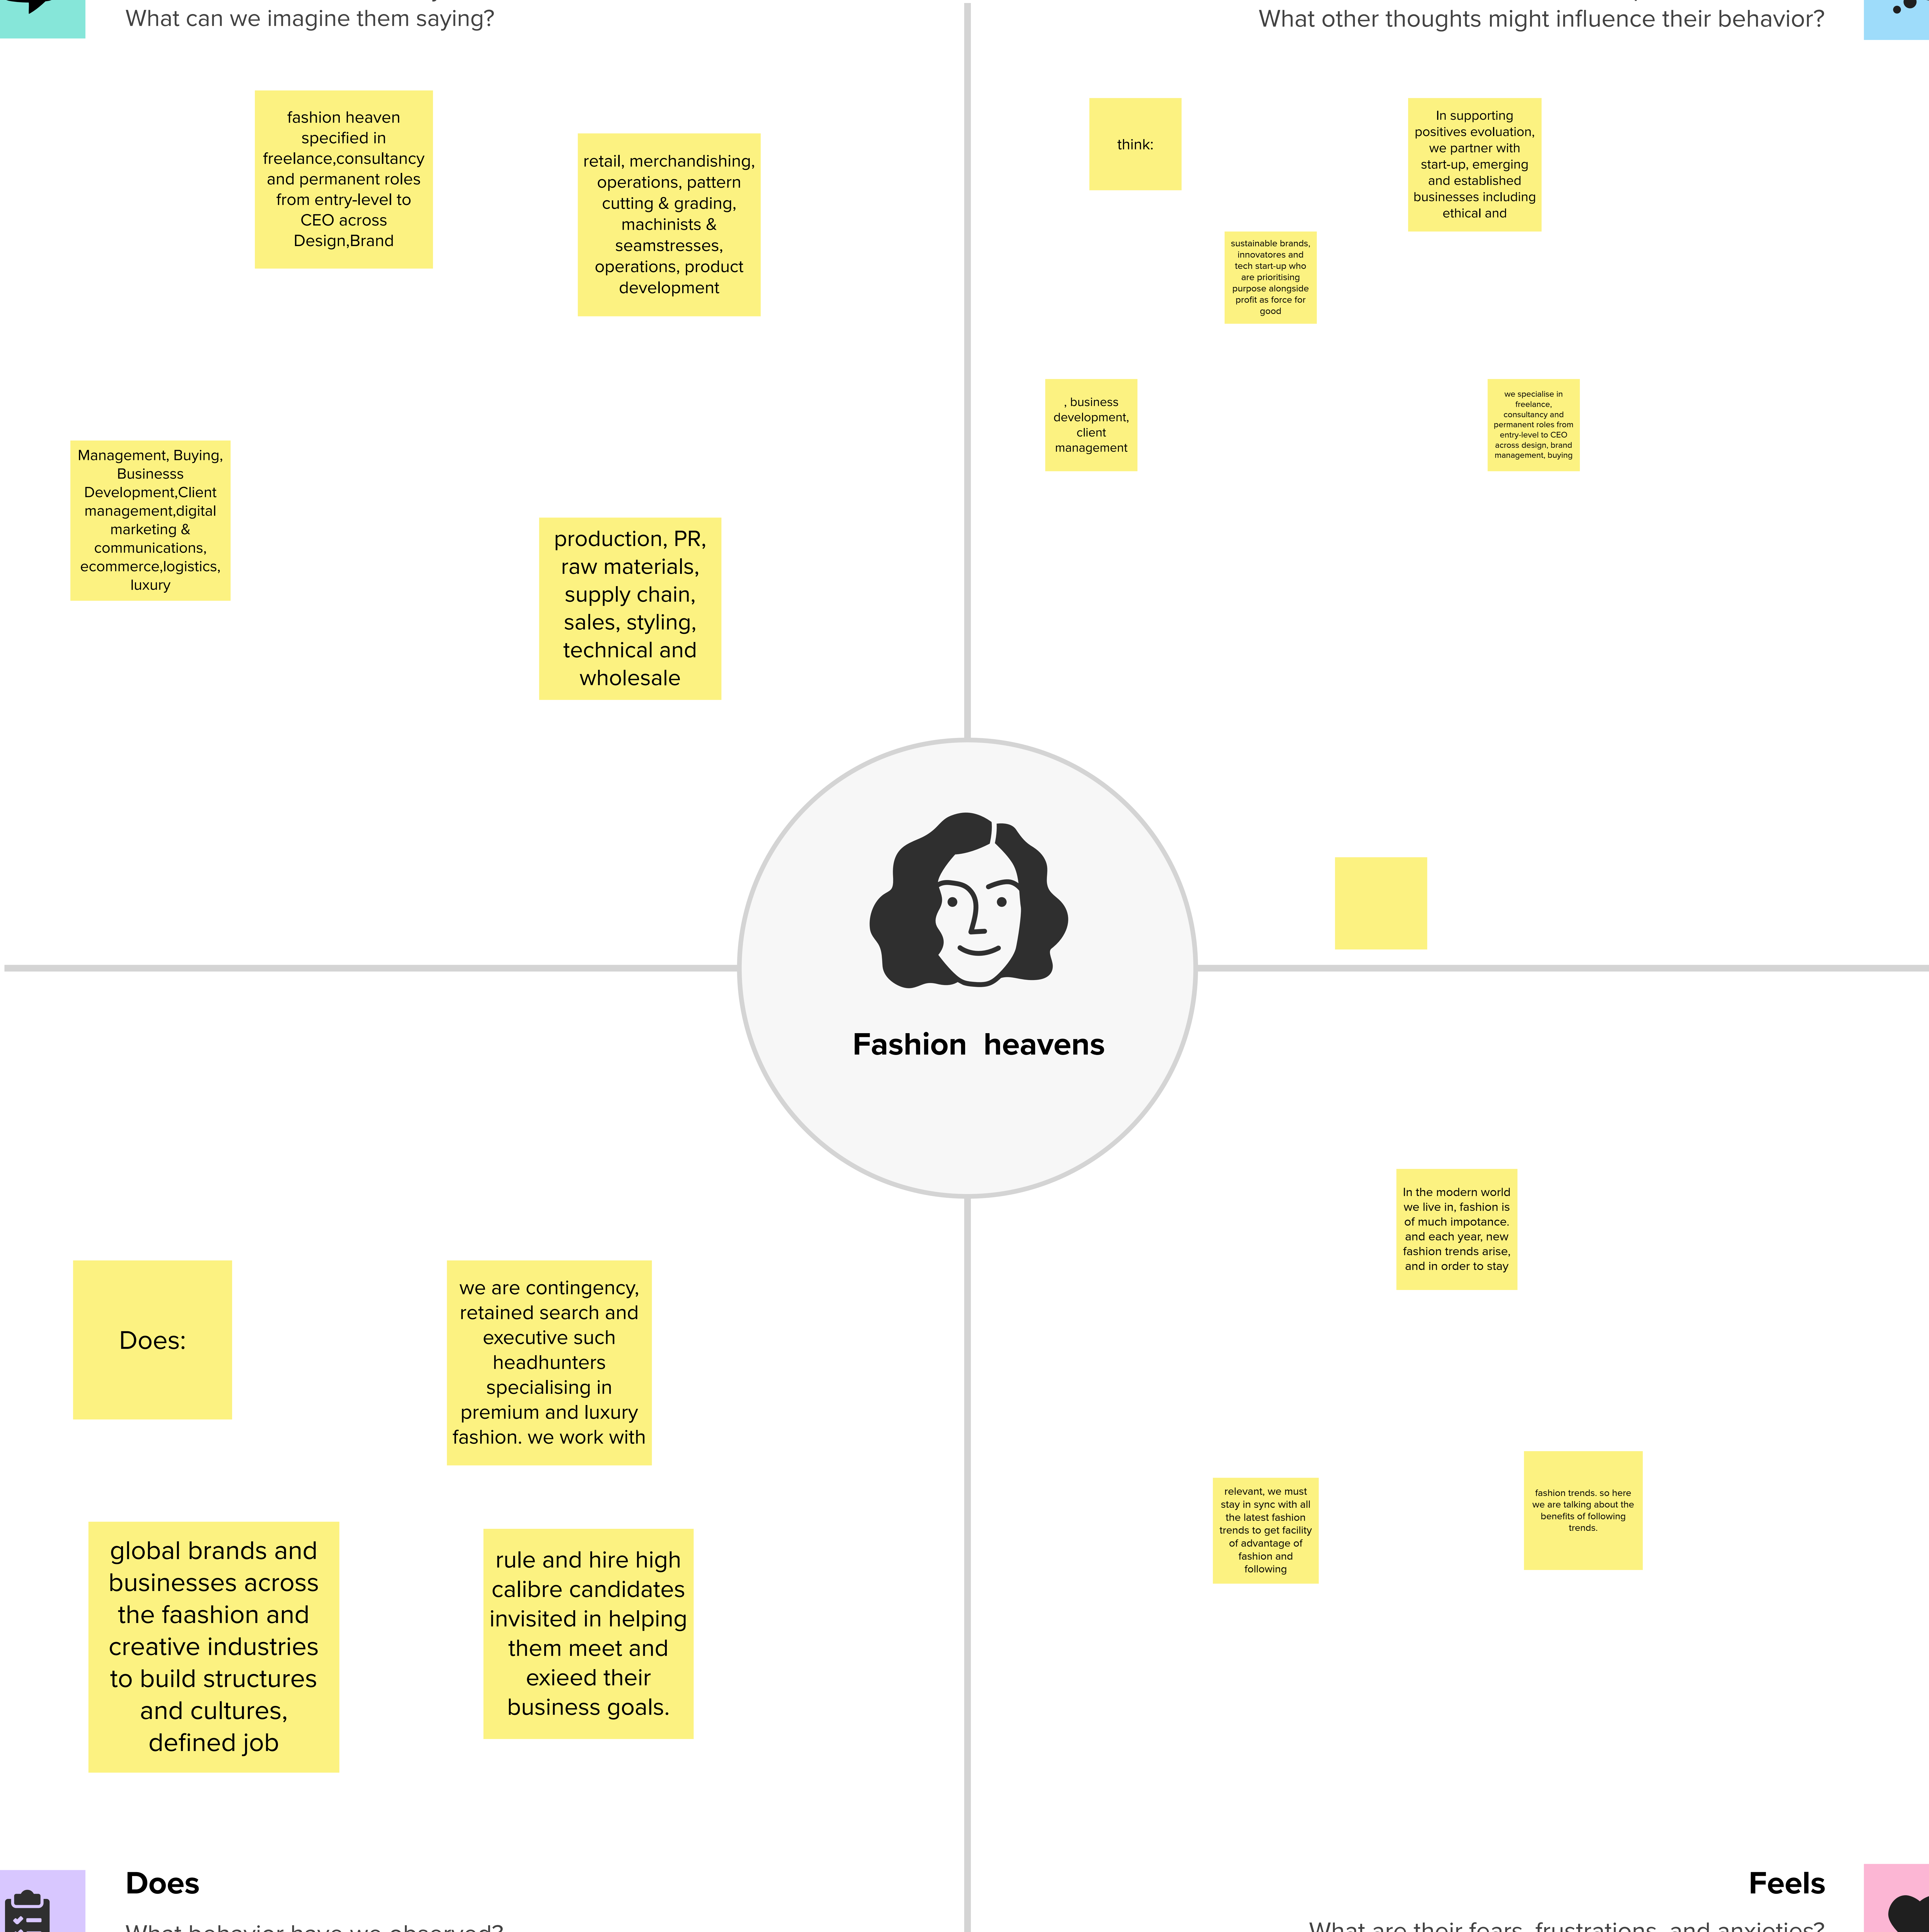 What can we imagine them saying?
What other thoughts might influence their behavior?
fashion heaven
specified in
freelance,consultancy
and permanent roles
from entry-level to
CEO across
Design,Brand
retail, merchandishing,
operations, pattern
cutting & grading,
machinists &
seamstresses,
operations, product
development
Management, Buying,
Businesss
Development,Client
management,digital
marketing &
communications,
ecommerce,logistics,
luxury
production, PR,
raw materials,
supply chain,
sales, styling,
technical and
wholesale
think:
In supporting
positives evoluation,
we partner with
start-up, emerging
and established
businesses including
ethical and
sustainable brands,
innovatores and
tech start-up who
are prioritising
purpose alongside
profit as force for
good
, business
development,
client
management
we specialise in
freelance,
consultancy and
permanent roles from
entry-level to CEO
across design, brand
management, buying
Fashion heavens
Does:
we are contingency,
retained search and
executive such
headhunters
specialising in
premium and luxury
fashion. we work with
global brands and
businesses across
the faashion and
creative industries
to build structures
and cultures,
defined job
rule and hire high
calibre candidates
invisited in helping
them meet and
exieed their
business goals.
In the modern world
we live in, fashion is
of much impotance.
and each year, new
fashion trends arise,
and in order to stay
relevant, we must
stay in sync with all
the latest fashion
trends to get facility
of advantage of
fashion and
following
fashion trends. so here
we are talking about the
benefits of following
trends.
Does
What behavior have we observed?
Feels
What are their fears, frustrations, and anxieties?